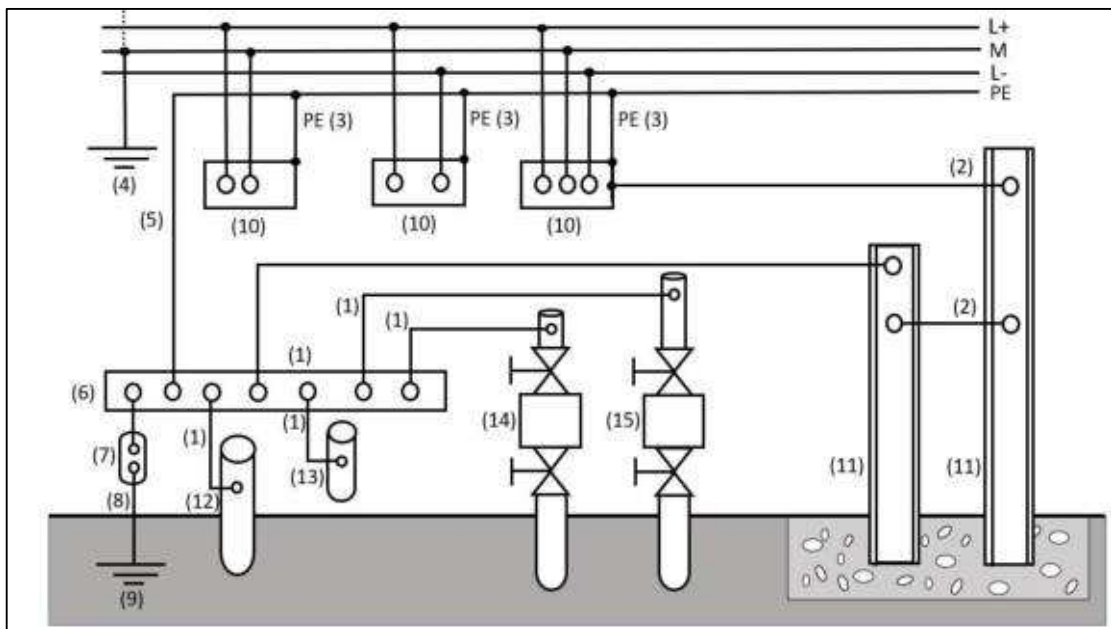 L+
M
L-
PE
PE (3) PE (3) PE (3)
(4) (2)
(5) (10) (10) (10)
(1) (2)
(1)
(1)
(6)
(1) (1) (14) (15)
(7) (11) (11)
(13)
(8) (12)
(9)